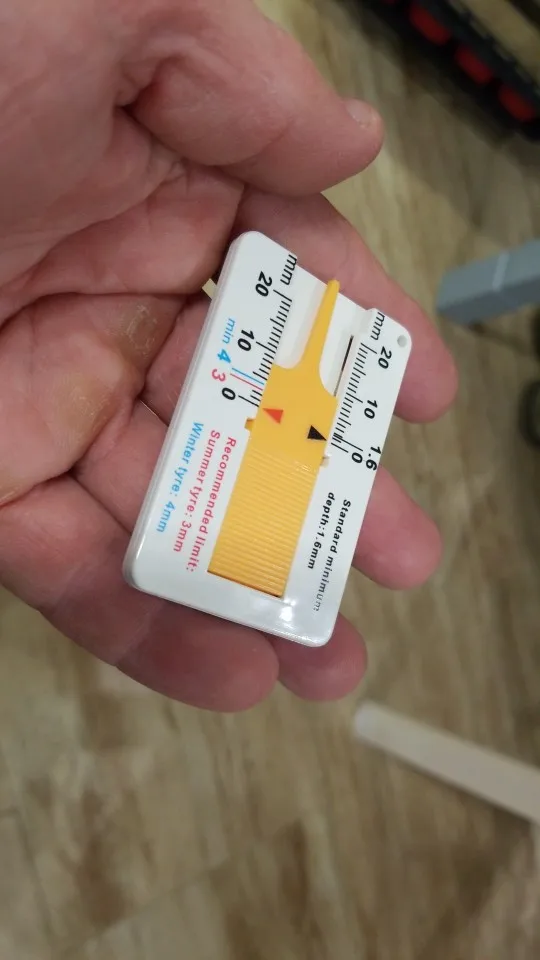 mm
20
10
min 4 3
0
mm
20
10
1.6
0
Standard minimum
depth:1.6mm
Recommended limit:
Summer tyre: 3mm
Winter tyre: 4mm